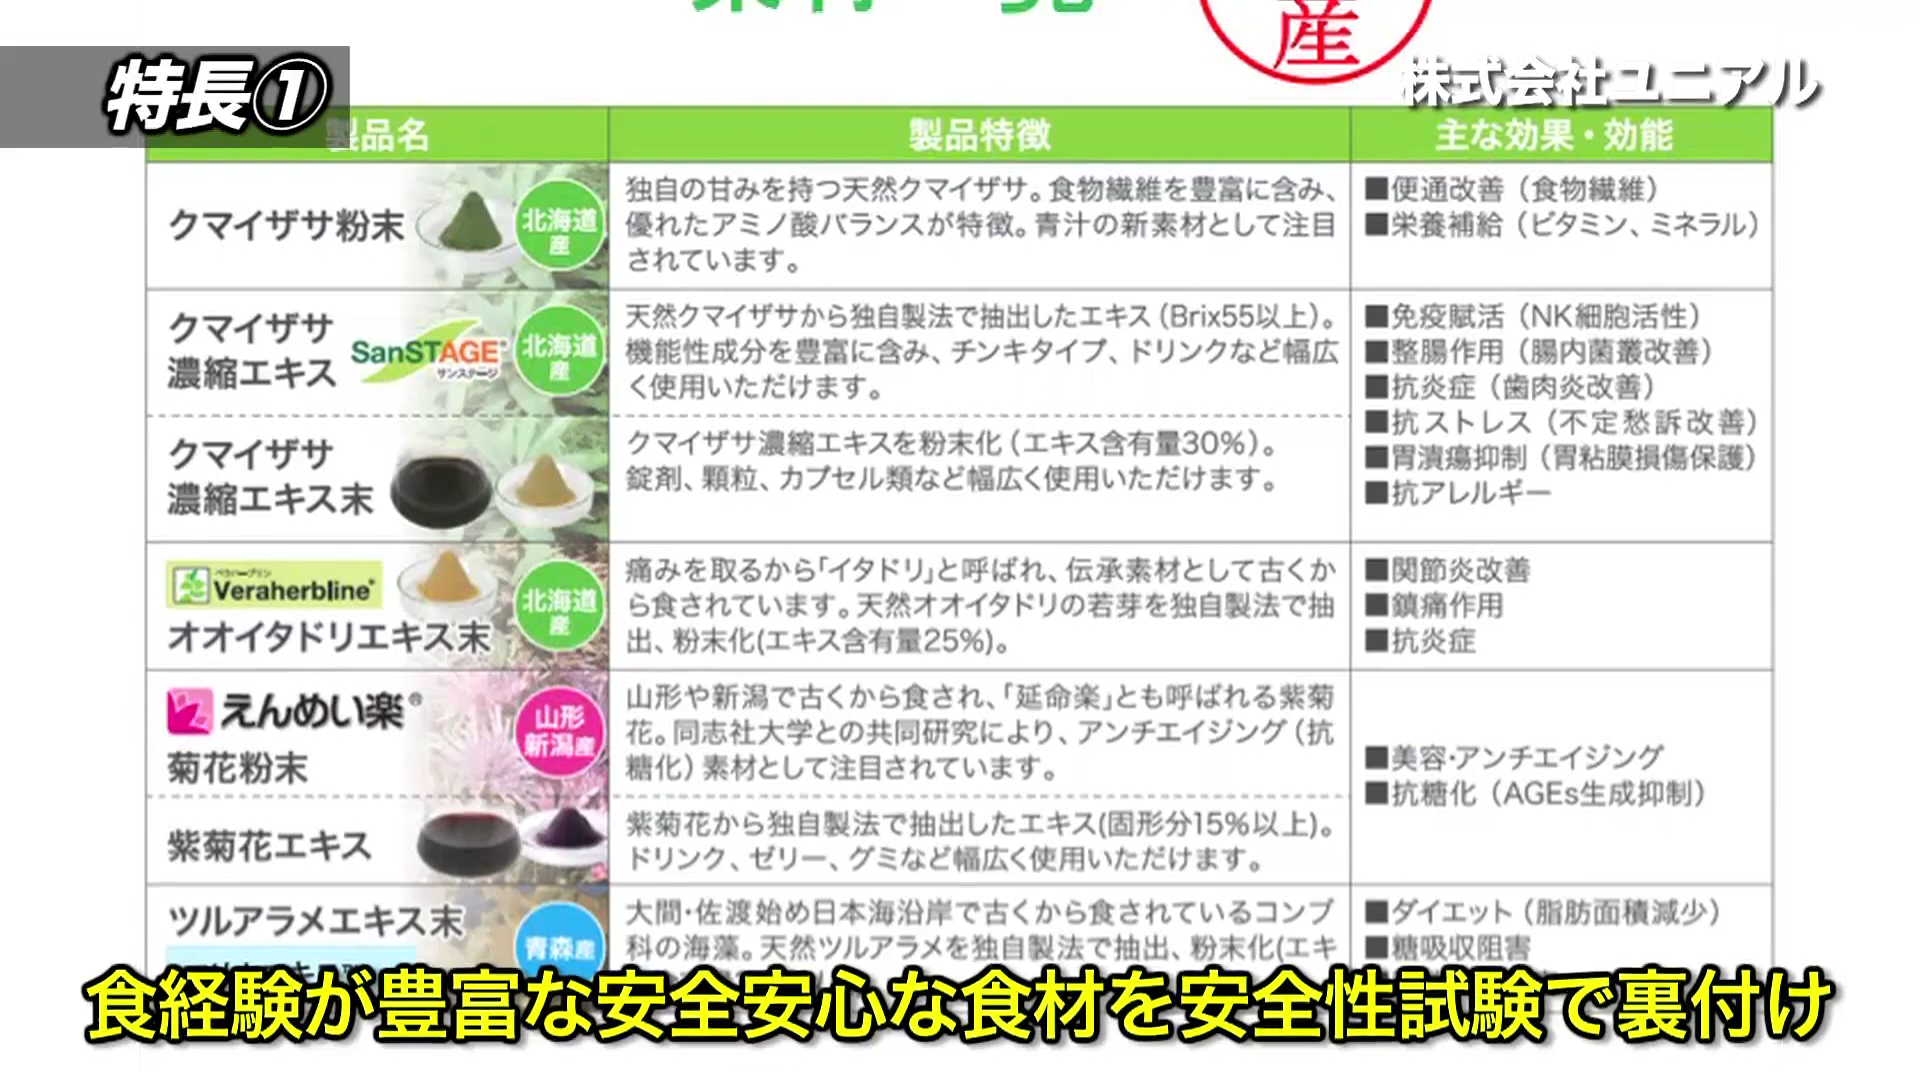 産
特長①
株式会社ユニアル
製品名
製品特徴
主な効果・効能
クマイザサ粉末
北海道
産
独自の甘みを持つ天然クマイザサ。食物繊維を豊富に含み、
優れたアミノ酸バランスが特徴。青汁の新素材として注目
されています。
■便通改善（食物繊維）
■栄養補給（ビタミン、ミネラル）
クマイザサ
濃縮エキス
SanSTAGE®
サンステージ
北海道
産
天然クマイザサから独自製法で抽出したエキス（Brix55以上）。
機能性成分を豊富に含み、チンキタイプ、ドリンクなど幅広
く使用いただけます。
■免疫賦活（NK細胞活性）
■整腸作用（腸内菌叢改善）
■抗炎症（歯肉炎改善）
■抗ストレス（不定愁訴改善）
■胃潰瘍抑制（胃粘膜損傷保護）
■抗アレルギー
クマイザサ
濃縮エキス末
クマイザサ濃縮エキスを粉末化（エキス含有量30%）。
錠剤、顆粒、カプセル類など幅広く使用いただけます。
ベラハーブリン
Veraherbline®
オオイタドリエキス末
北海道
産
痛みを取るから「イタドリ」と呼ばれ、伝承素材として古くか
ら食されています。天然オオイタドリの若芽を独自製法で抽
出、粉末化(エキス含有量25%)。
■関節炎改善
■鎮痛作用
■抗炎症
えんめい楽®
菊花粉末
山形
新潟産
山形や新潟で古くから食され、「延命楽」とも呼ばれる紫菊
花。同志社大学との共同研究により、アンチエイジング（抗
糖化）素材として注目されています。
■美容･アンチエイジング
■抗糖化（AGEs生成抑制）
紫菊花エキス
紫菊花から独自製法で抽出したエキス(固形分15%以上)。
ドリンク、ゼリー、グミなど幅広く使用いただけます。
ツルアラメエキス末
青森産
大間･佐渡始め日本海沿岸で古くから食されているコンブ
科の海藻。天然ツルアラメを独自製法で抽出、粉末化(エキ
■ダイエット（脂肪面積減少）
■糖吸収阻害
食経験が豊富な安全安心な食材を安全性試験で裏付け